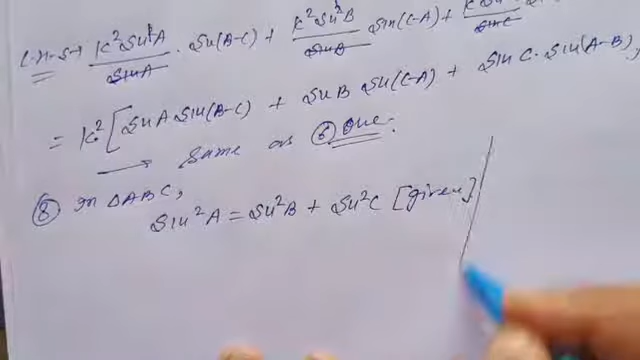 L.H.S → K²Sin²A/SinA . Sin(B-C) + K²Sin²B/SinB Sin(C-A) +
= K²[SinA Sin(B-C) + SinB Sin(C-A) + SinC. Sin(A-B)
→ Same as ⑥ One.
⑧ In △ABC,
Sin²A = Sin²B + Sin²C [given]